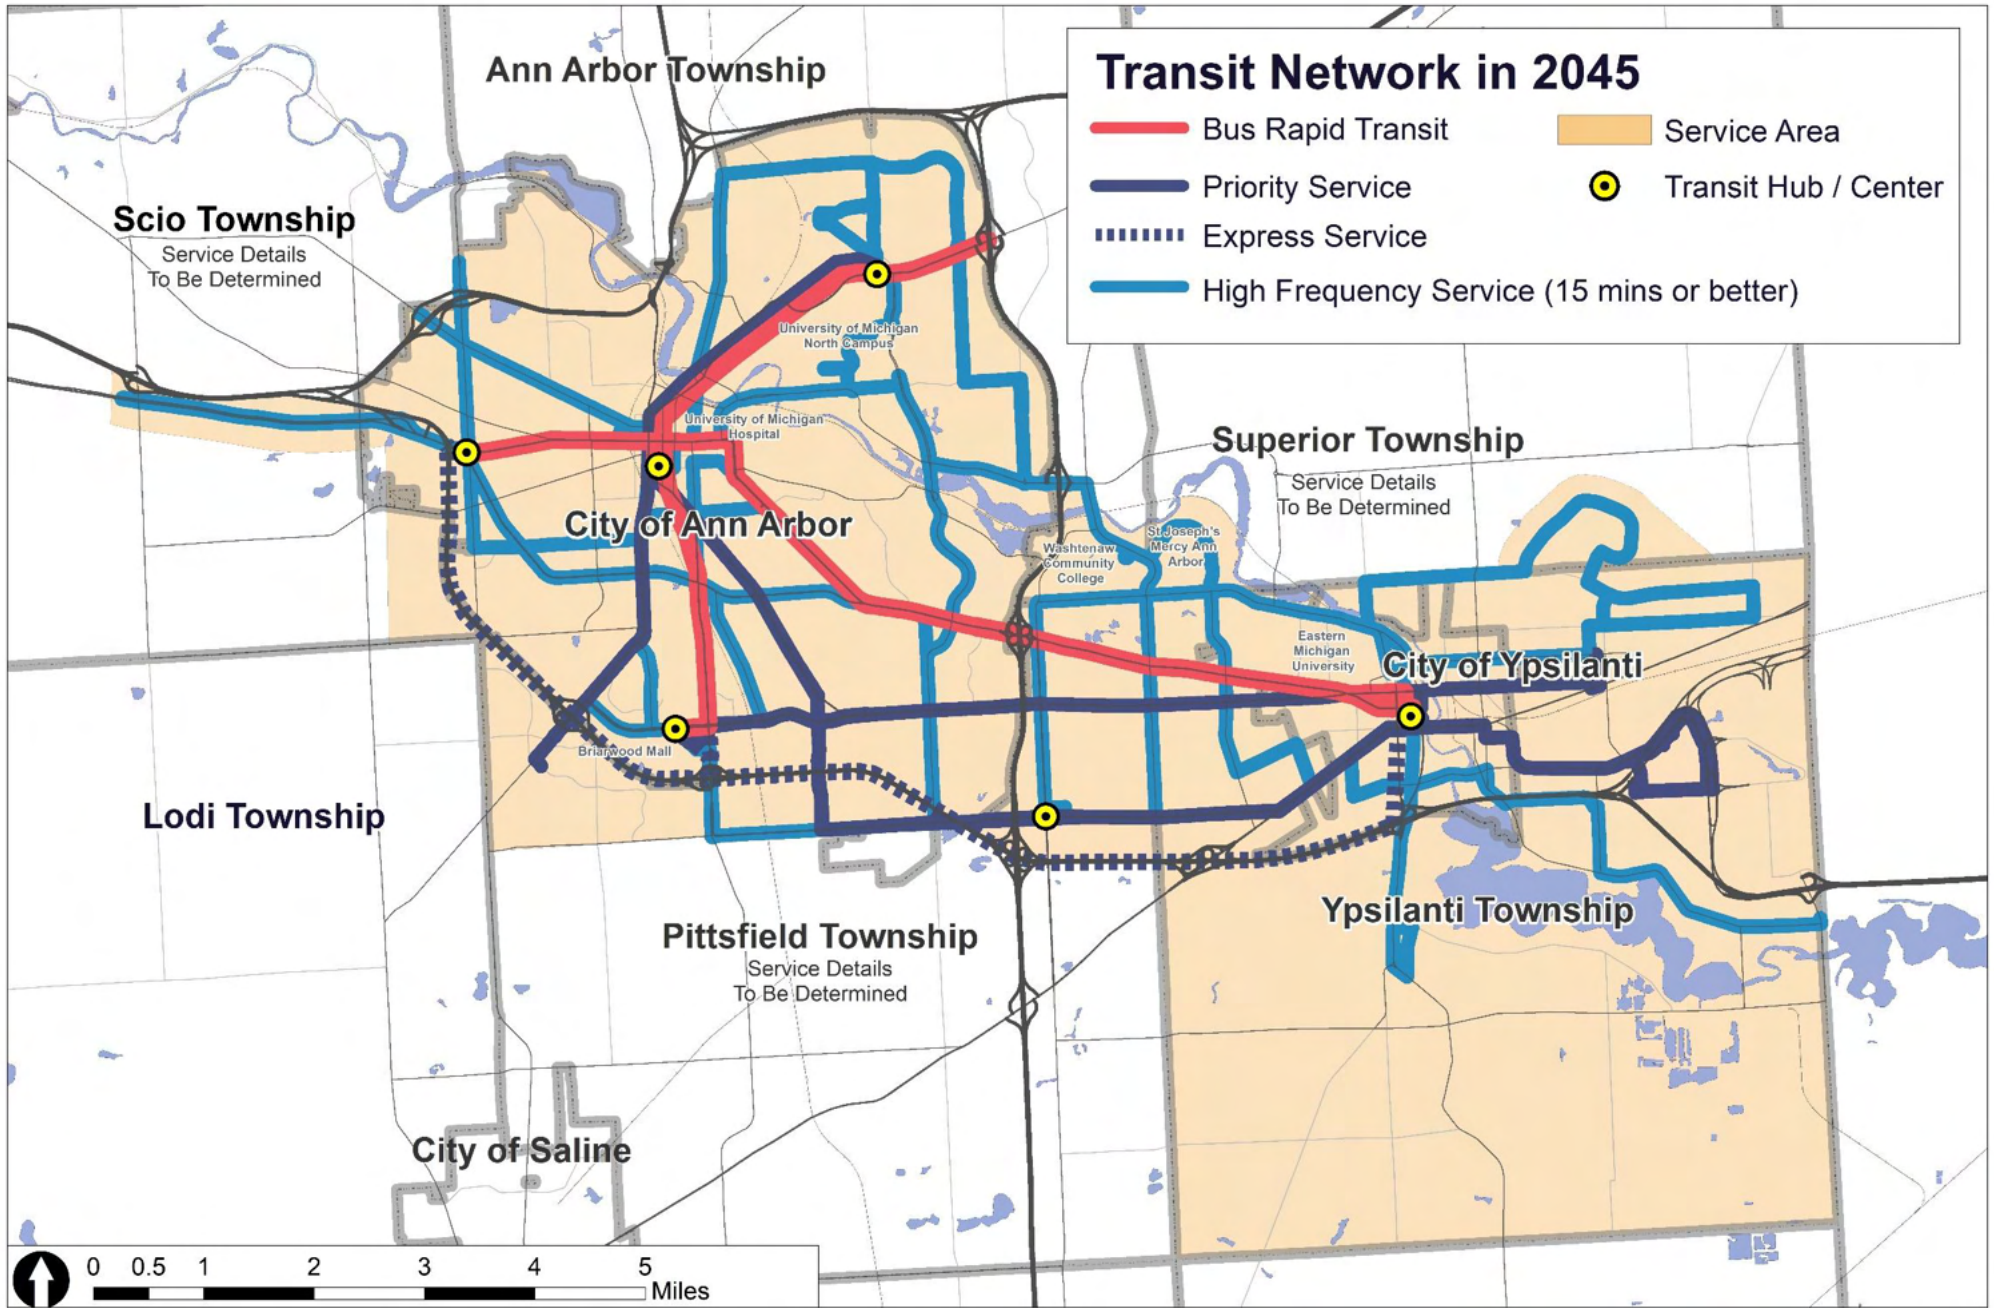 Ann Arbor Township
Transit Network in 2045
Bus Rapid Transit
Service Area
Priority Service
Transit Hub / Center
Express Service
High Frequency Service (15 mins or better)
Scio Township
Service Details
To Be Determined
University of Michigan
North Campus
University of Michigan
Hospital
Superior Township
Service Details
To Be Determined
City of Ann Arbor
Washtenaw
Community
College
St Joseph's
Mercy Ann
Arbor
Eastern
Michigan
University
City of Ypsilanti
Briarwood Mall
Lodi Township
Ypsilanti Township
Pittsfield Township
Service Details
To Be Determined
City of Saline
0 0.5 1 2 3 4 5
Miles